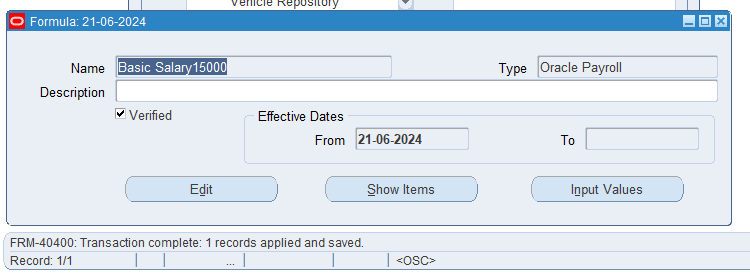 Vehicle Repository
Formula: 21-06-2024
Name Basic Salary15000 Type Oracle Payroll
Description
Verified Effective Dates
From 21-06-2024 To
Edit Show Items Input Values
FRM-40400: Transaction complete: 1 records applied and saved.
Record: 1/1 ... <OSC>